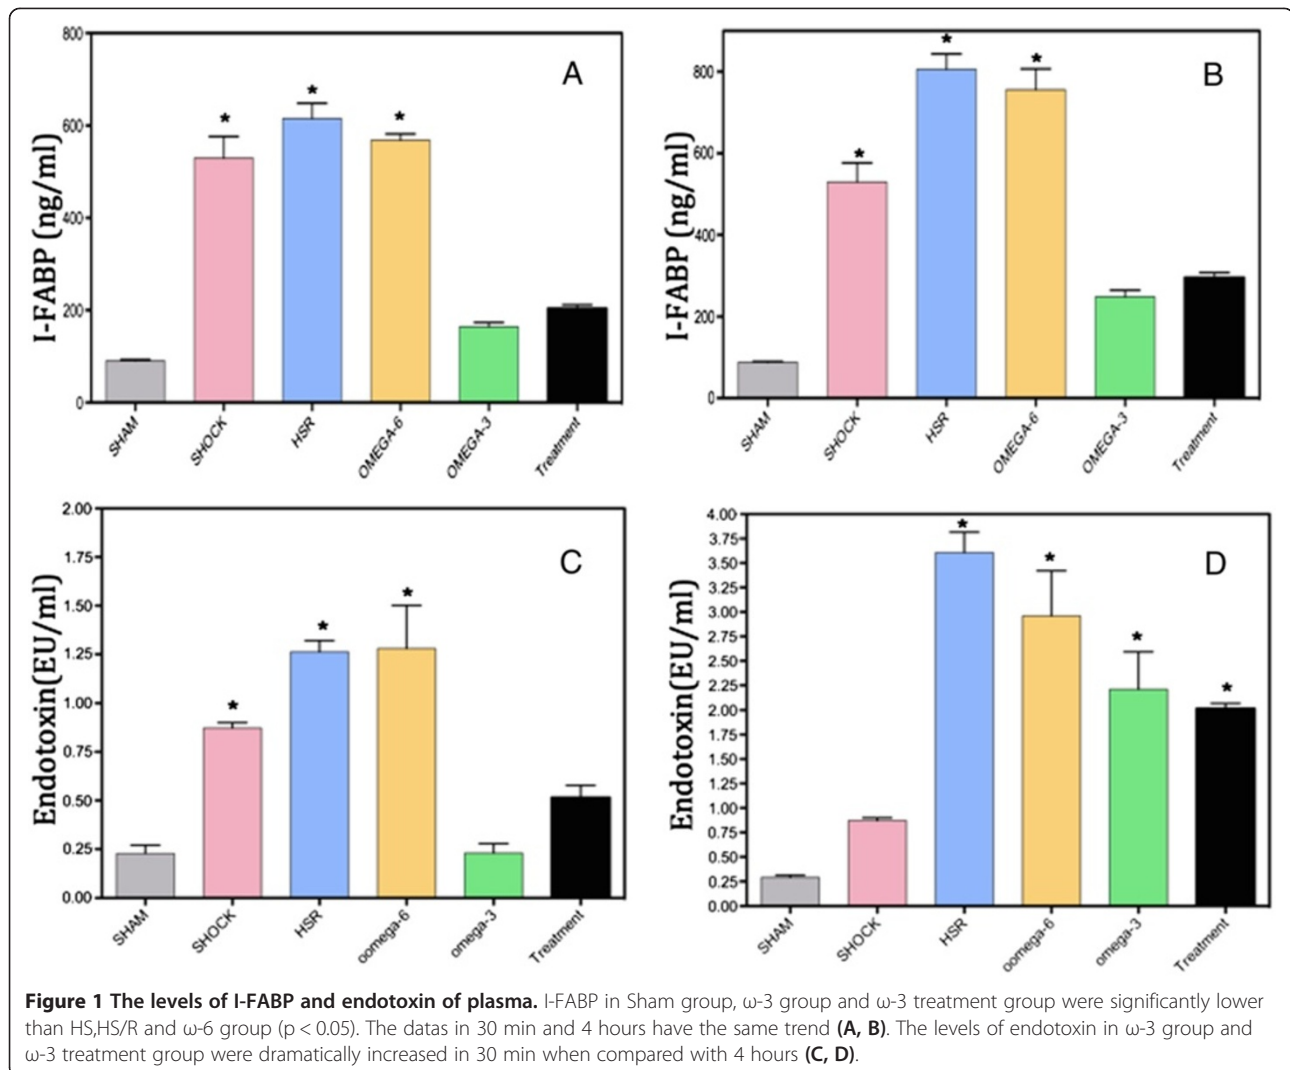 800
600
400
200
0
I-FABP (ng/ml)
A
*
*
*
SHAM
SHOCK
HSR
OMEGA-6
OMEGA-3
Treatment
800
600
400
200
0
I-FABP (ng/ml)
B
*
*
*
*
SHAM
SHOCK
HSR
OMEGA-6
OMEGA-3
Treatment
2.00
1.75
1.50
1.25
1.00
0.75
0.50
0.25
0.00
Endotoxin(EU/ml)
C
*
*
*
SHAM
SHOCK
HSR
oomega-6
omega-3
Treatment
4.00
3.75
3.50
3.25
3.00
2.75
2.50
2.25
2.00
1.75
1.50
1.25
1.00
0.75
0.50
0.25
0.00
Endotoxin(EU/ml)
D
*
*
*
*
SHAM
SHOCK
HSR
oomega-6
omega-3
Treatment
Figure 1 The levels of I-FABP and endotoxin of plasma. I-FABP in Sham group, ω-3 group and ω-3 treatment group were significantly lower
than HS,HS/R and ω-6 group (p < 0.05). The datas in 30 min and 4 hours have the same trend (A, B). The levels of endotoxin in ω-3 group and
ω-3 treatment group were dramatically increased in 30 min when compared with 4 hours (C, D).